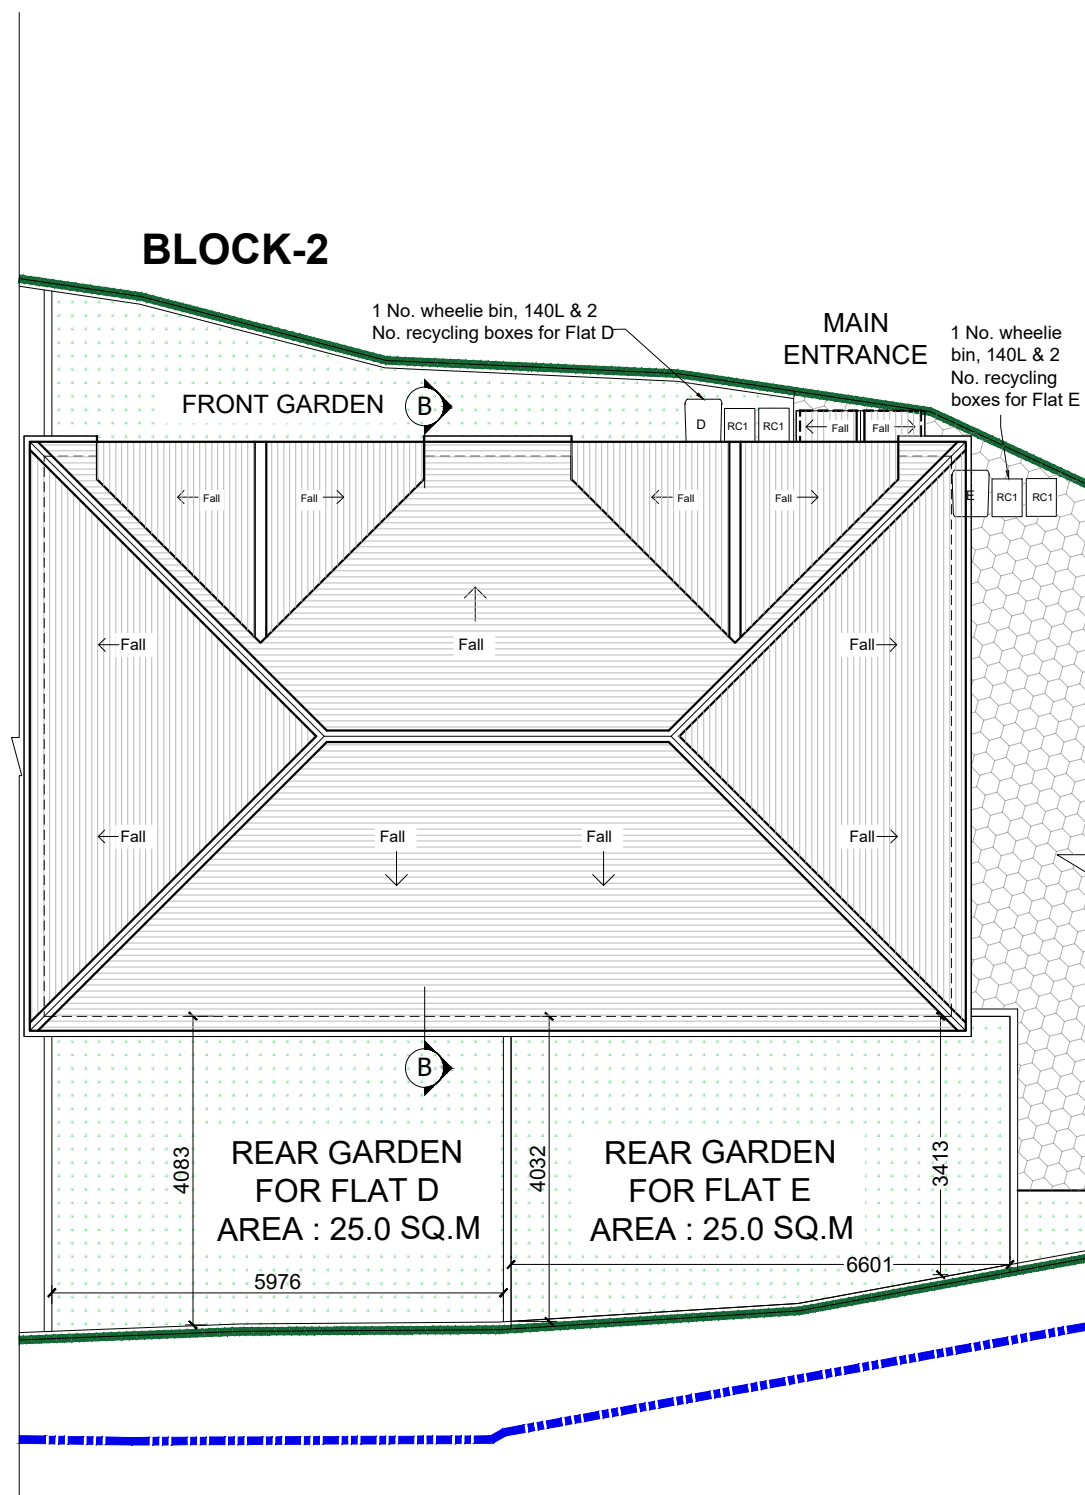 BLOCK-2
1 No. wheelie bin, 140L & 2
No. recycling boxes for Flat D
MAIN
ENTRANCE
1 No. wheelie
bin, 140L & 2
No. recycling
boxes for Flat E
FRONT GARDEN
B
D
RC1
RC1
Fall
Fall
E
RC1
RC1
Fall
Fall
Fall
Fall
Fall
Fall
Fall
Fall
Fall
Fall
Fall
B
4083
REAR GARDEN
FOR FLAT D
AREA : 25.0 SQ.M
4032
REAR GARDEN
FOR FLAT E
AREA : 25.0 SQ.M
3413
6601
5976